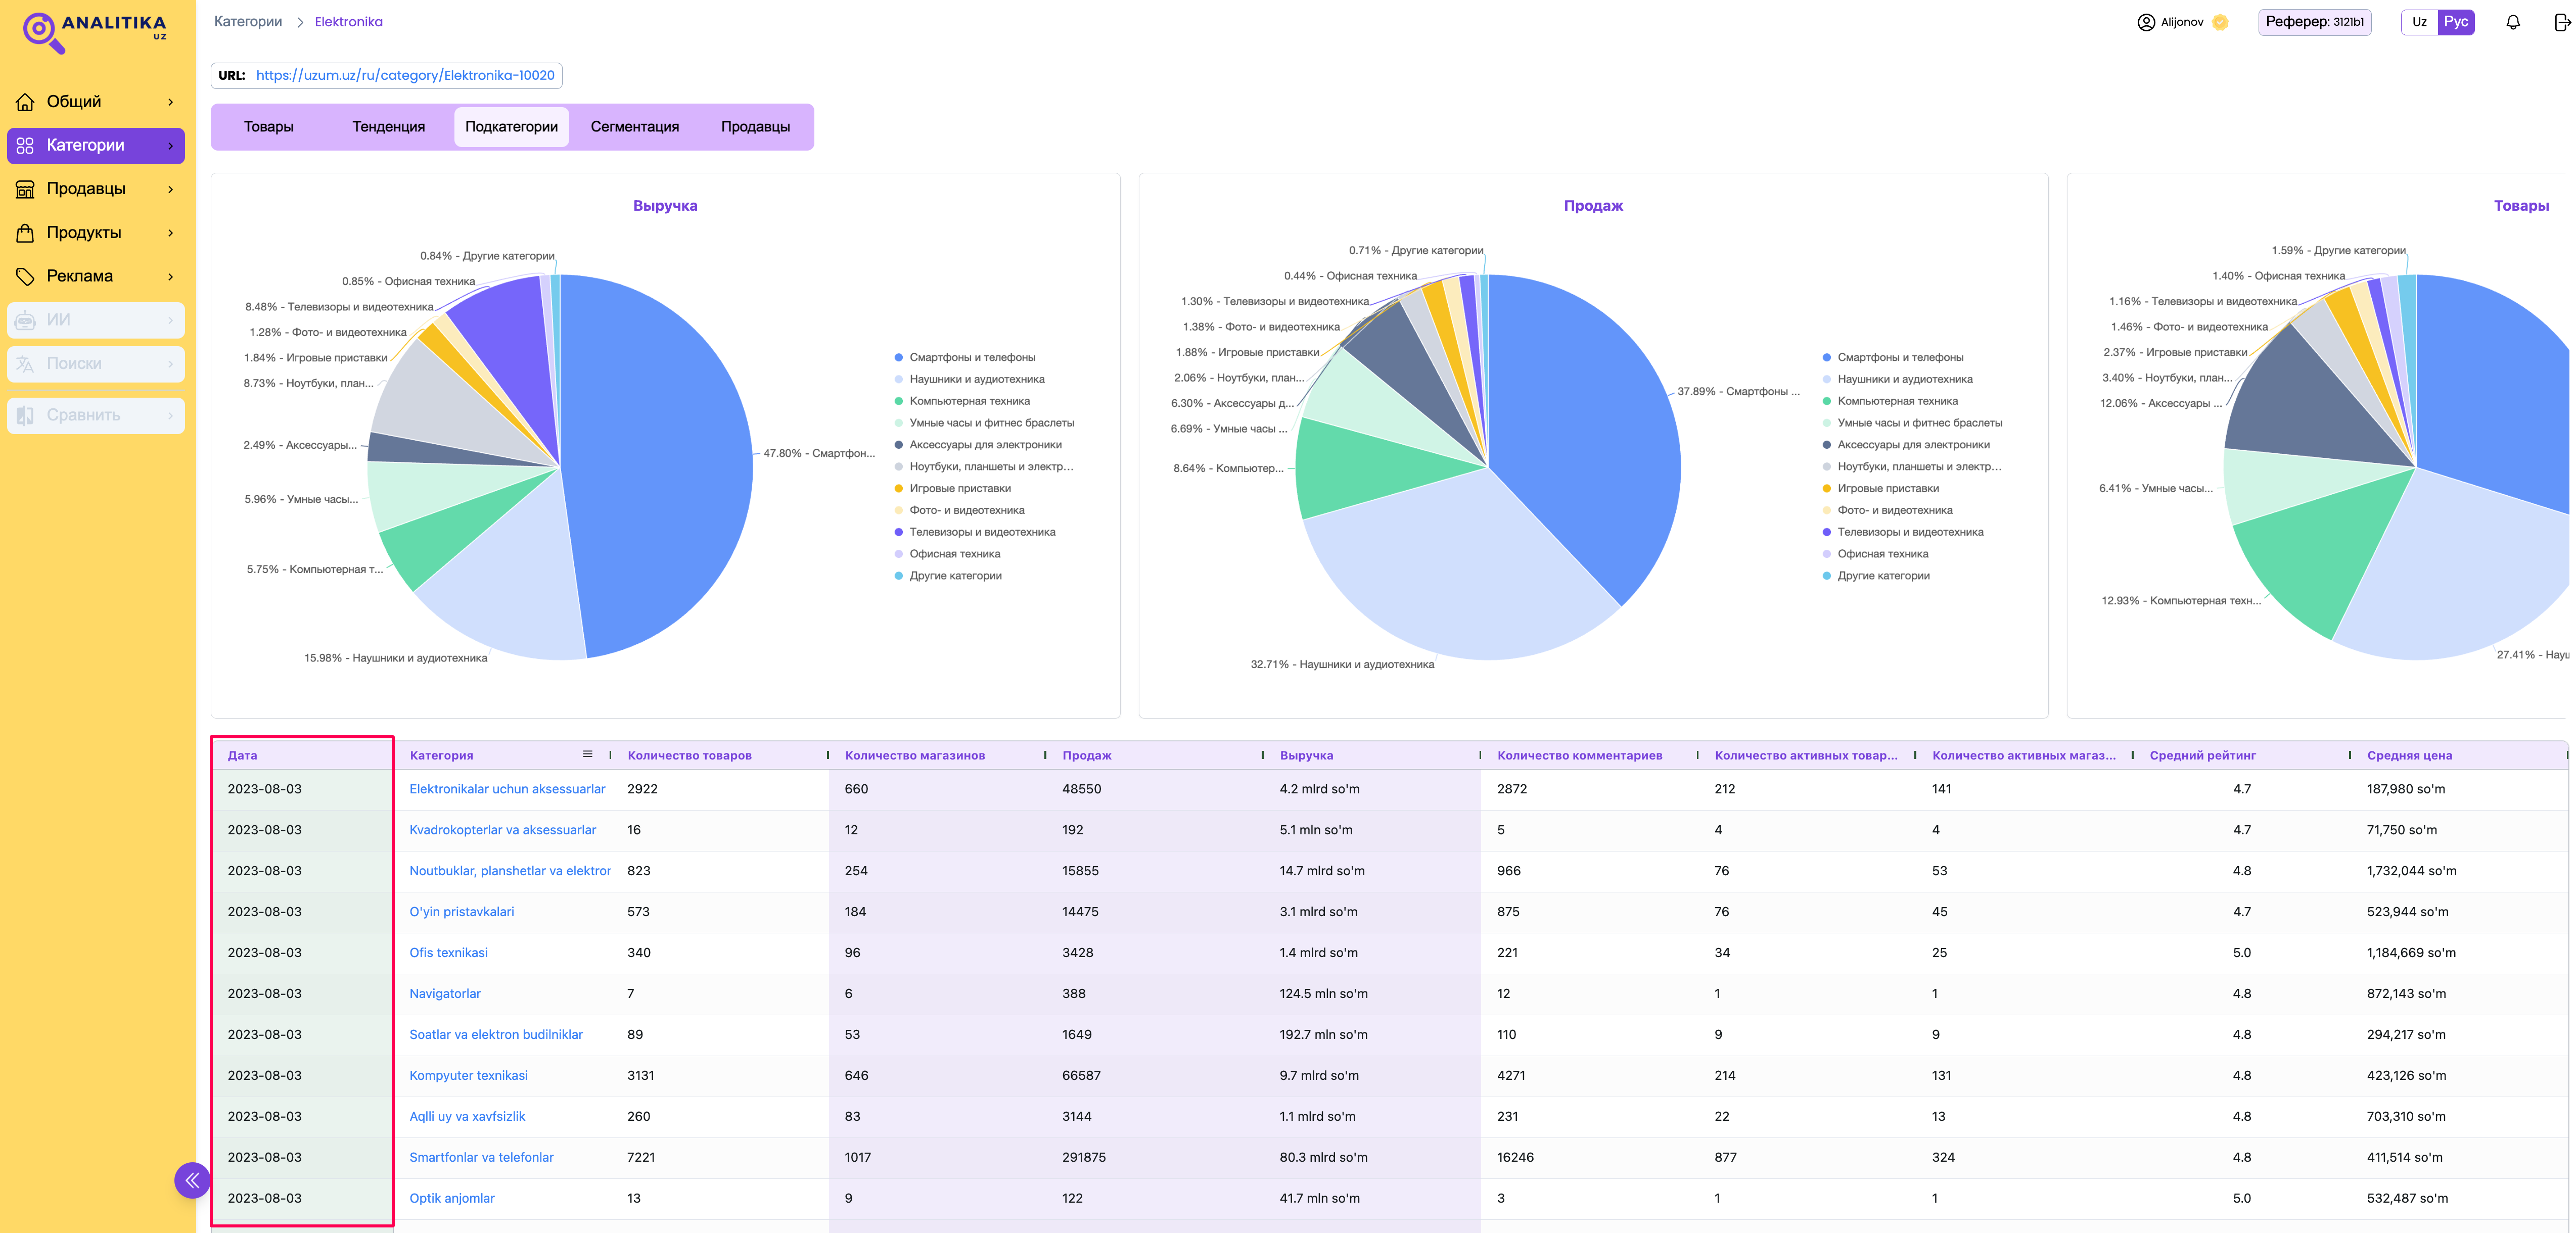 ANALITIKA
UZ
Общий
Категории
Продавцы
Продукты
Реклама
ИИ
Поиски
Сравнить
Категории > Elektronika
Alijonov
Реферер: 3121b1
Uz Рус
URL: https://uzum.uz/ru/category/Elektronika-10020
Товары Тенденция Подкатегории Сегментация Продавцы
Выручка
0.84% - Другие категории
0.85% - Офисная техника
8.48% - Телевизоры и видеотехника
1.28% - Фото- и видеотехника
1.84% - Игровые приставки
8.73% - Ноутбуки, план...
2.49% - Аксессуары...
47.80% - Смартфон...
5.96% - Умные часы...
5.75% - Компьютерная т...
15.98% - Наушники и аудиотехника
Смартфоны и телефоны
Наушники и аудиотехника
Компьютерная техника
Умные часы и фитнес браслеты
Аксессуары для электроники
Ноутбуки, планшеты и электр...
Игровые приставки
Фото- и видеотехника
Телевизоры и видеотехника
Офисная техника
Другие категории
Продаж
0.71% - Другие категории
0.44% - Офисная техника
1.30% - Телевизоры и видеотехника
1.38% - Фото- и видеотехника
1.88% - Игровые приставки
2.06% - Ноутбуки, план...
37.89% - Смартфоны ...
6.30% - Аксессуары д...
6.69% - Умные часы ...
8.64% - Компьютер...
32.71% - Наушники и аудиотехника
Смартфоны и телефоны
Наушники и аудиотехника
Компьютерная техника
Умные часы и фитнес браслеты
Аксессуары для электроники
Ноутбуки, планшеты и электр...
Игровые приставки
Фото- и видеотехника
Телевизоры и видеотехника
Офисная техника
Другие категории
Товары
1.59% - Другие категории
1.40% - Офисная техника
1.16% - Телевизоры и видеотехника
1.46% - Фото- и видеотехника
2.37% - Игровые приставки
3.40% - Ноутбуки, план...
12.06% - Аксессуары ...
6.41% - Умные часы...
12.93% - Компьютерная техн...
27.41% - Нау
Дата Категория Количество товаров Количество магазинов Продаж Выручка Количество комментариев Количество активных товар... Количество активных магаз... Средний рейтинг Средняя цена
2023-08-03 Elektronikalar uchun aksessuarlar 2922 660 48550 4.2 mlrd so'm 2872 212 141 4.7 187,980 so'm
2023-08-03 Kvadrokopterlar va aksessuarlar 16 12 192 5.1 mln so'm 5 4 4 4.7 71,750 so'm
2023-08-03 Noutbuklar, planshetlar va elektror 823 254 15855 14.7 mlrd so'm 966 76 53 4.8 1,732,044 so'm
2023-08-03 O'yin pristavkalari 573 184 14475 3.1 mlrd so'm 875 76 45 4.7 523,944 so'm
2023-08-03 Ofis texnikasi 340 96 3428 1.4 mlrd so'm 221 34 25 5.0 1,184,669 so'm
2023-08-03 Navigatorlar 7 6 388 124.5 mln so'm 12 1 1 4.8 872,143 so'm
2023-08-03 Soatlar va elektron budilniklar 89 53 1649 192.7 mln so'm 110 9 9 4.8 294,217 so'm
2023-08-03 Kompyuter texnikasi 3131 646 66587 9.7 mlrd so'm 4271 214 131 4.8 423,126 so'm
2023-08-03 Aqlli uy va xavfsizlik 260 83 3144 1.1 mlrd so'm 231 22 13 4.8 703,310 so'm
2023-08-03 Smartfonlar va telefonlar 7221 1017 291875 80.3 mlrd so'm 16246 877 324 4.8 411,514 so'm
2023-08-03 Optik anjomlar 13 9 122 41.7 mln so'm 3 1 1 5.0 532,487 so'm